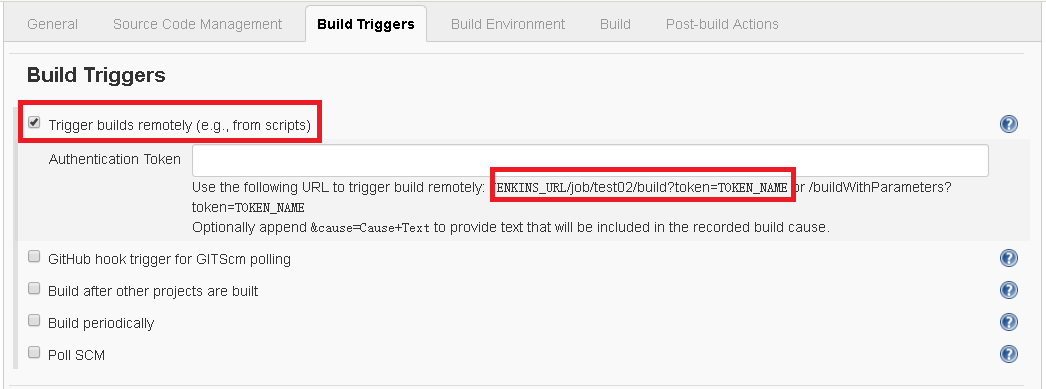 General Source Code Management Build Triggers Build Environment Build Post-build Actions
Build Triggers
Trigger builds remotely (e.g., from scripts)
Authentication Token
Use the following URL to trigger build remotely: JENKINS_URL/job/test02/build?token=TOKEN_NAME or /buildWithParameters?
token=TOKEN_NAME
Optionally append &cause=Cause+Text to provide text that will be included in the recorded build cause.
GitHub hook trigger for GITScm polling
Build after other projects are built
Build periodically
Poll SCM